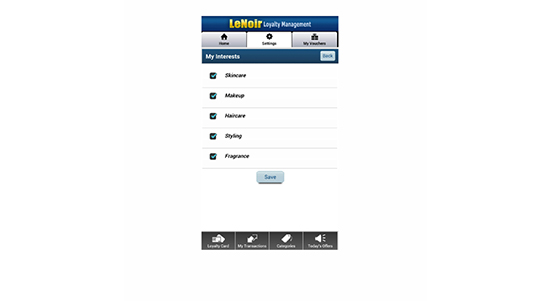 LeNoir Loyalty Management
Home Settings My Vouchers
My Interests Back
Skincare
Makeup
Haircare
Styling
Fragrance
Save
Loyalty Card My Transactions Categories Today's Offers